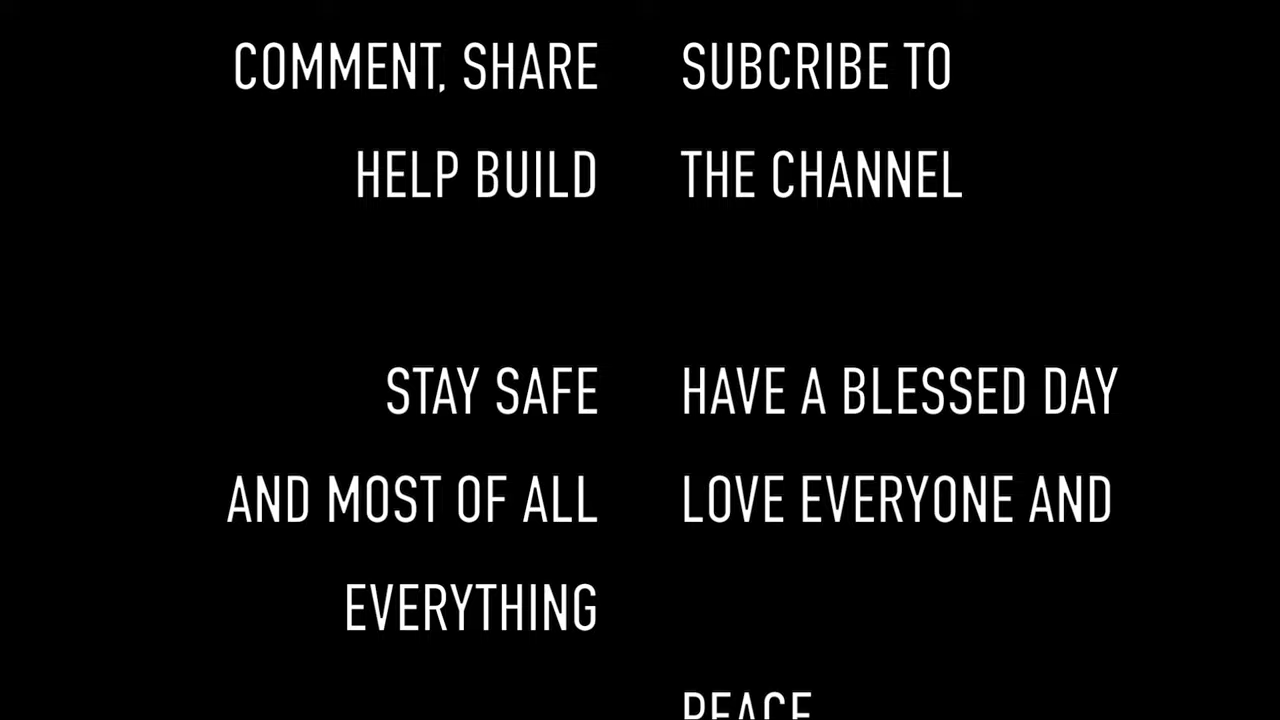 COMMENT, SHARE SUBCRIBE TO
HELP BUILD THE CHANNEL
STAY SAFE HAVE A BLESSED DAY
AND MOST OF ALL LOVE EVERYONE AND
EVERYTHING
PEACE